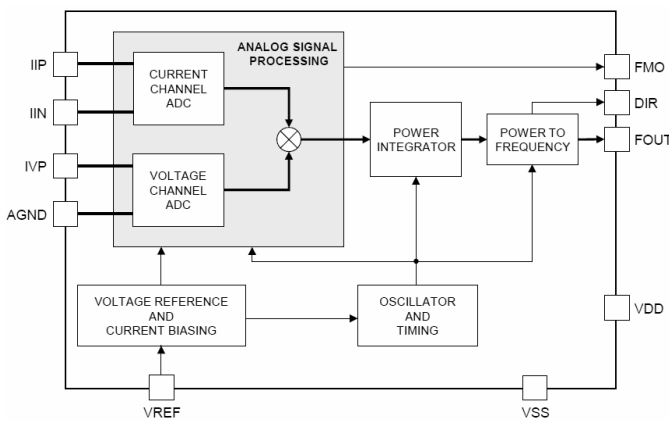 ANALOG SIGNAL
PROCESSING
IIP
CURRENT
CHANNEL
ADC
FMO
DIR
IIN
POWER
INTEGRATOR
POWER TO
FREQUENCY
FOUT
IVP
VOLTAGE
CHANNEL
ADC
AGND
VOLTAGE REFERENCE
AND
CURRENT BIASING
OSCILLATOR
AND
TIMING
VDD
VREF
VSS